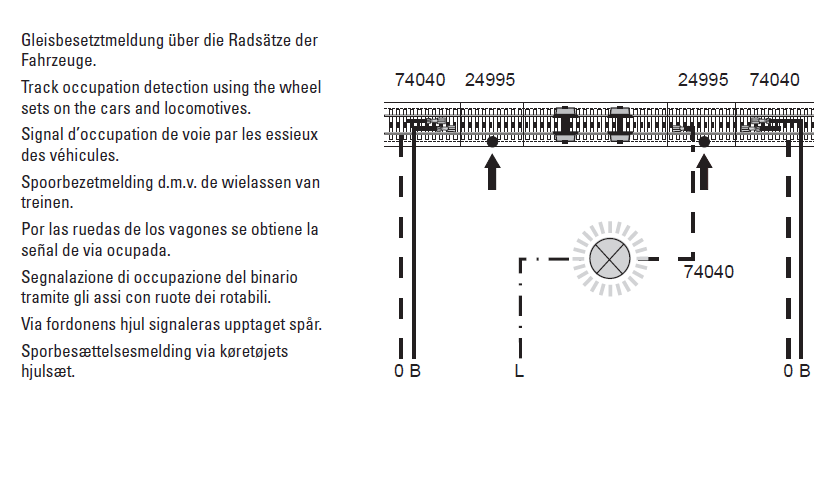 Gleisbesetztmeldung über die Radsätze der
Fahrzeuge.
Track occupation detection using the wheel
sets on the cars and locomotives.
Signal d’occupation de voie par les essieux
des véhicules.
Spoorbezetmelding d.m.v. de wielassen van
treinen.
Por las ruedas de los vagones se obtiene la
señal de via ocupada.
Segnalazione di occupazione del binario
tramite gli assi con ruote dei rotabili.
Via fordonens hjul signaleras upptaget spår.
Sporbesættelsesmelding via køretøjets
hjulsæt.
74040 24995 24995 74040
74040
0 B L 0 B